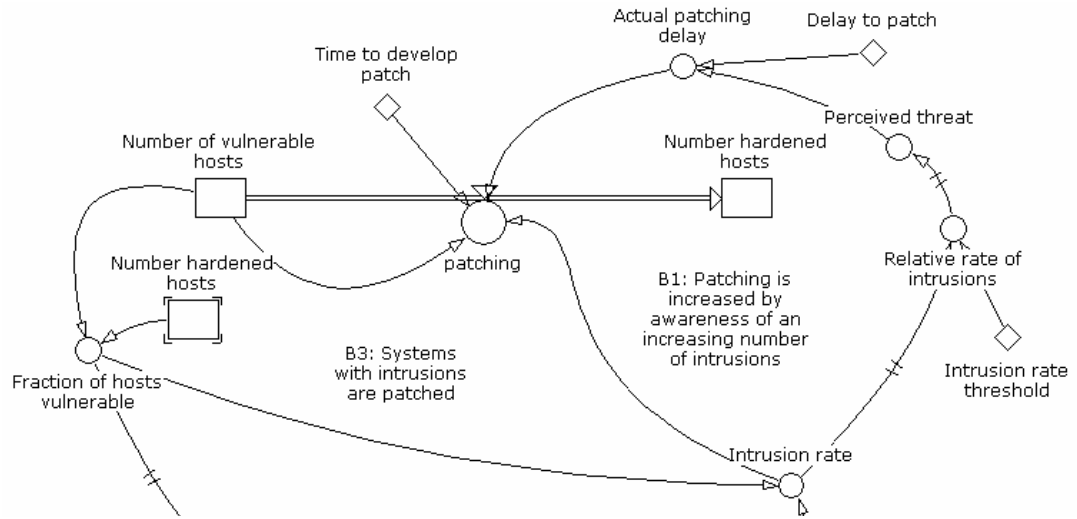 Actual patching
delay
Delay to patch
Time to develop
patch
Perceived threat
Number of vulnerable
hosts
Number hardened
hosts
patching
Number hardened
hosts
Relative rate of
intrusions
B1: Patching is
increased by
awareness of an
increasing number
of intrusions
B3: Systems
with intrusions
are patched
Intrusion rate
threshold
Fraction of hosts
vulnerable
Intrusion rate